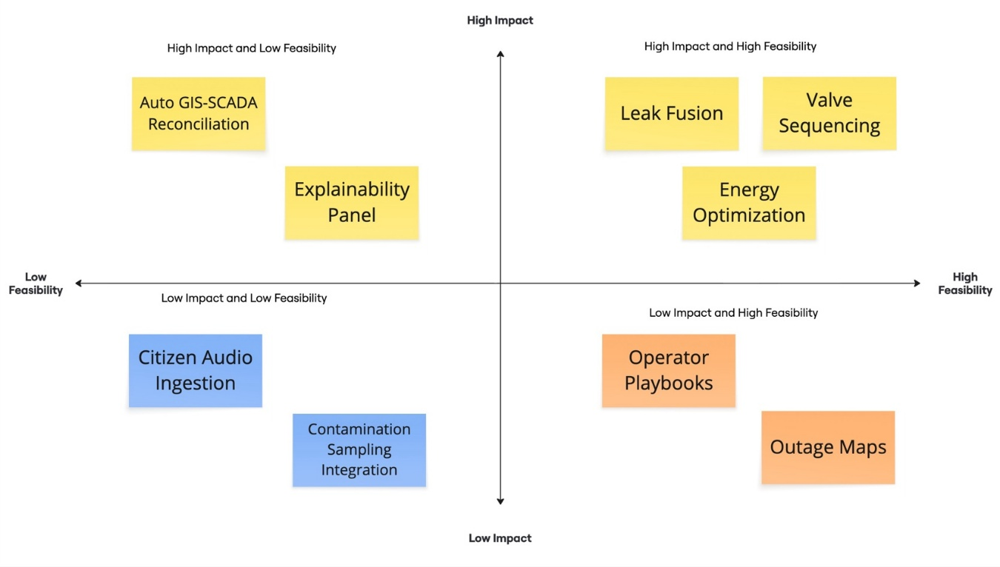 High Impact
High Impact and Low Feasibility
High Impact and High Feasibility
Auto GIS-SCADA
Reconciliation
Leak Fusion
Valve
Sequencing
Explainability
Panel
Energy
Optimization
Low
Feasibility
High
Feasibility
Low Impact and Low Feasibility
Low Impact and High Feasibility
Citizen Audio
Ingestion
Operator
Playbooks
Contamination
Sampling
Integration
Outage Maps
Low Impact